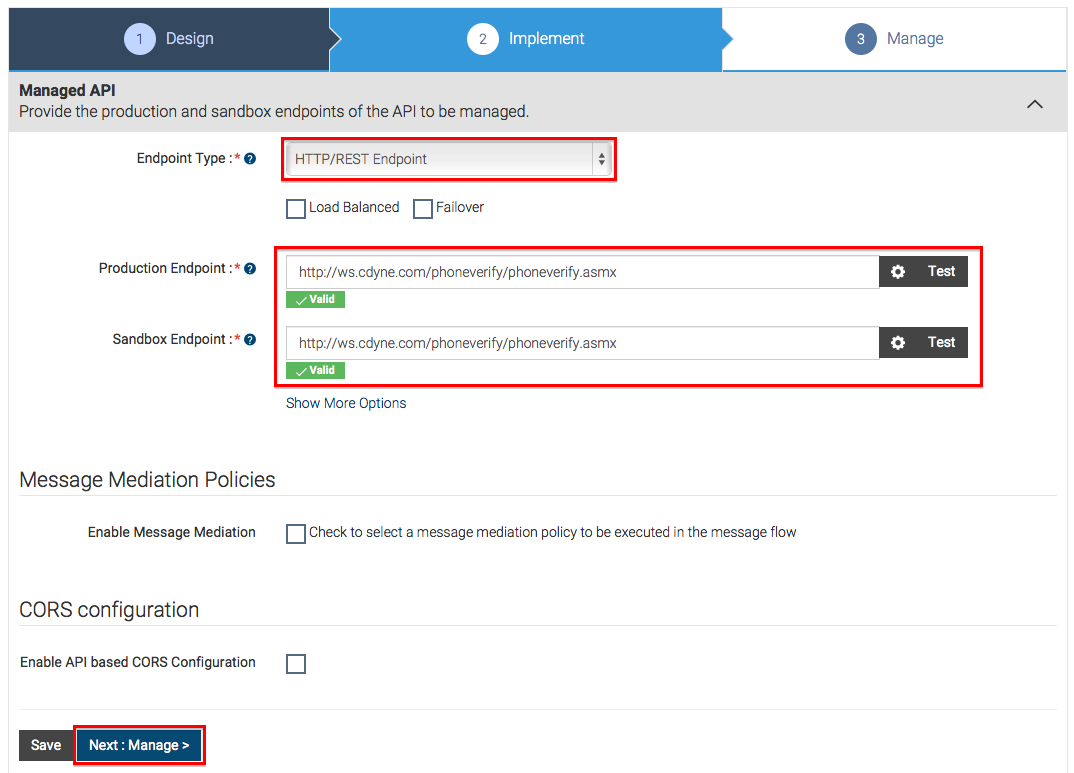 1 Design
2 Implement
3 Manage
Managed API
Provide the production and sandbox endpoints of the API to be managed.
Endpoint Type :* ?
HTTP/REST Endpoint
Load Balanced
Failover
Production Endpoint :* ?
http://ws.cdyne.com/phoneverify/phoneverify.asmx
Test
Valid
Sandbox Endpoint :* ?
http://ws.cdyne.com/phoneverify/phoneverify.asmx
Test
Valid
Show More Options
Message Mediation Policies
Enable Message Mediation
Check to select a message mediation policy to be executed in the message flow
CORS configuration
Enable API based CORS Configuration
Save
Next : Manage >